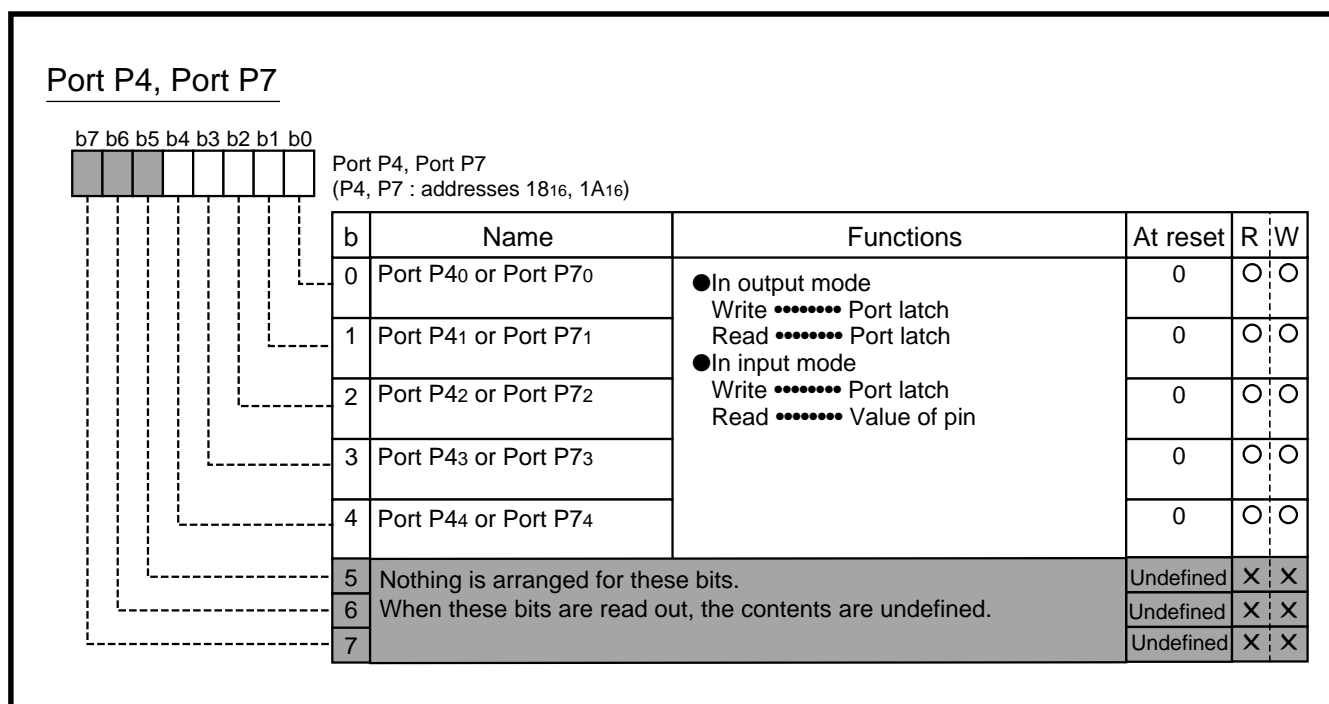 Port P4, Port P7
b7 b6 b5 b4 b3 b2 b1 b0
Port P4, Port P7
(P4, P7 : addresses 18₁₆, 1A₁₆)
b Name Functions At reset R W
0 Port P4₀ or Port P7₀ 0 ○ ○
●In output mode
Write •••••••• Port latch
1 Port P4₁ or Port P7₁ Read •••••••• Port latch 0 ○ ○
●In input mode
2 Port P4₂ or Port P7₂ Write •••••••• Port latch 0 ○ ○
Read •••••••• Value of pin
3 Port P4₃ or Port P7₃ 0 ○ ○
4 Port P4₄ or Port P7₄ 0 ○ ○
5 Nothing is arranged for these bits. Undefined × ×
6 When these bits are read out, the contents are undefined. Undefined × ×
7 Undefined × ×